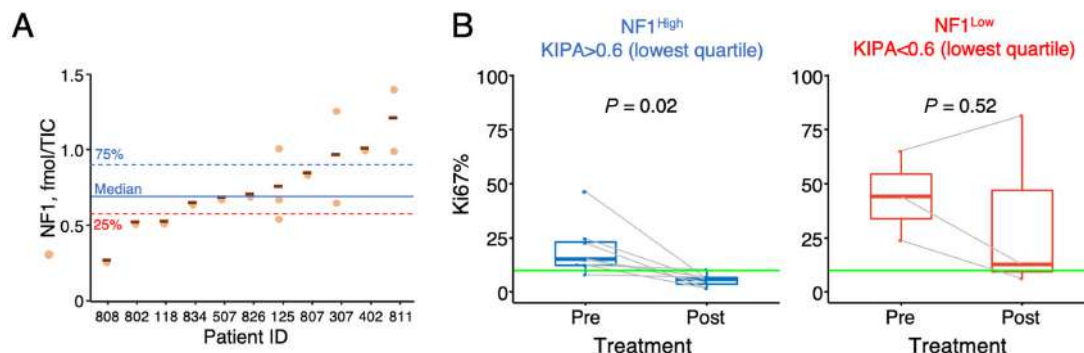 A
NF1, fmol/TIC
1.5
1.0
0.5
0
75%
Median
25%
808 802 118 834 507 826 125 807 307 402 811
Patient ID
B
NF1High
KIPA>0.6 (lowest quartile)
NF1Low
KIPA<0.6 (lowest quartile)
Ki67%
100
75
50
25
0
P = 0.02
Pre Post
Treatment
100
75
50
25
0
P = 0.52
Pre Post
Treatment